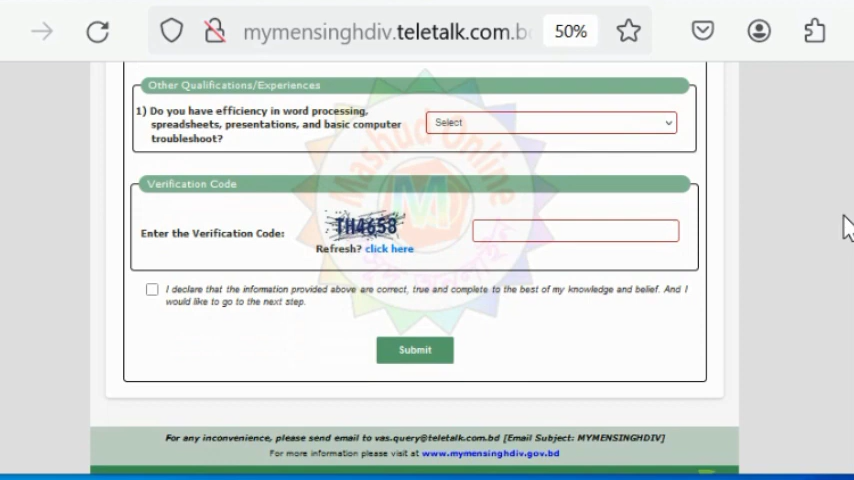 mymensinghdiv.teletalk.com.b
50%
Other Qualifications/Experiences
1) Do you have efficiency in word processing,
spreadsheets, presentations, and basic computer
troubleshoot?
Select
Mashud Online
M
Verification Code
Enter the Verification Code:
TH4658
Refresh? click here
I declare that the information provided above are correct, true and complete to the best of my knowledge and belief. And I
would like to go to the next step.
Submit
For any inconvenience, please send email to vas.query@teletalk.com.bd [Email Subject: MYMENSINGHDIV]
For more information please visit at www.mymensinghdiv.gov.bd